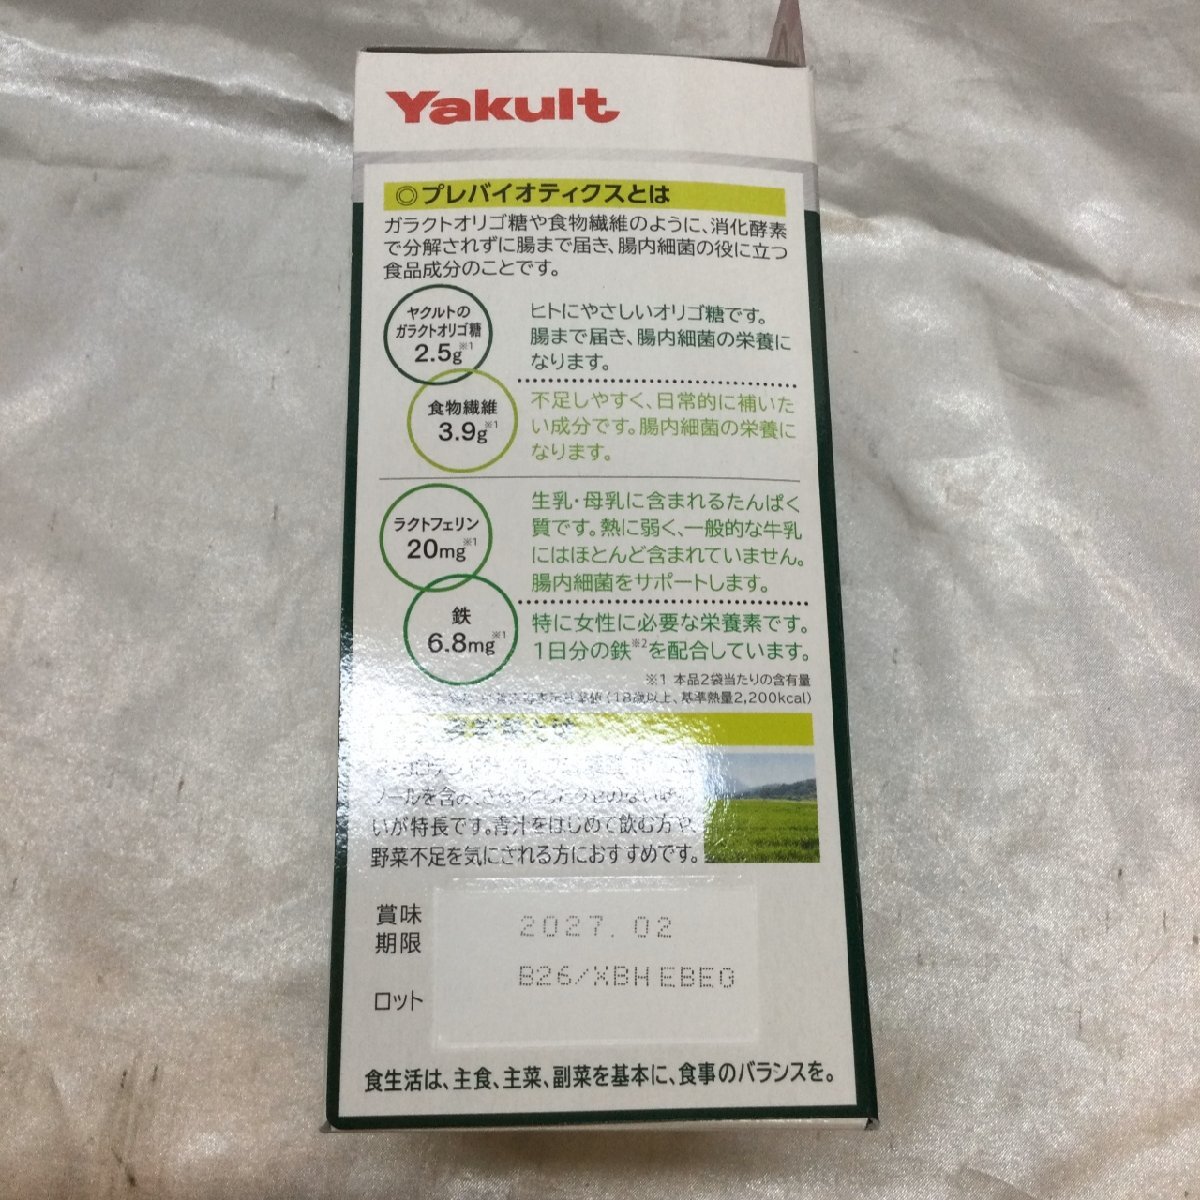 Yakult
◎プレバイオティクスとは
ガラクトオリゴ糖や食物繊維のように、消化酵素
で分解されずに腸まで届き、腸内細菌の役に立つ
食品成分のことです。
ヤクルトの
ガラクトオリゴ糖
2.5g※1
ヒトにやさしいオリゴ糖です。
腸まで届き、腸内細菌の栄養に
なります。
食物繊維
3.9g※1
不足しやすく、日常的に補いた
い成分です。腸内細菌の栄養に
なります。
ラクトフェリン
20mg※1
生乳・母乳に含まれるたんぱく
質です。熱に弱く、一般的な牛乳
にはほとんど含まれていません。
腸内細菌をサポートします。
鉄
6.8mg※1
特に女性に必要な栄養素です。
1日分の鉄※2を配合しています。
※1 本品2袋当たりの含有量
(18歳以上、基準熱量2,200kcal)
ノールを含み、
いが特長です。青汁をはじめて飲む方や、
野菜不足を気にされる方におすすめです。
賞味
期限
2027.02
ロット
B26/XBH EBEG
食生活は、主食、主菜、副菜を基本に、食事のバランスを。